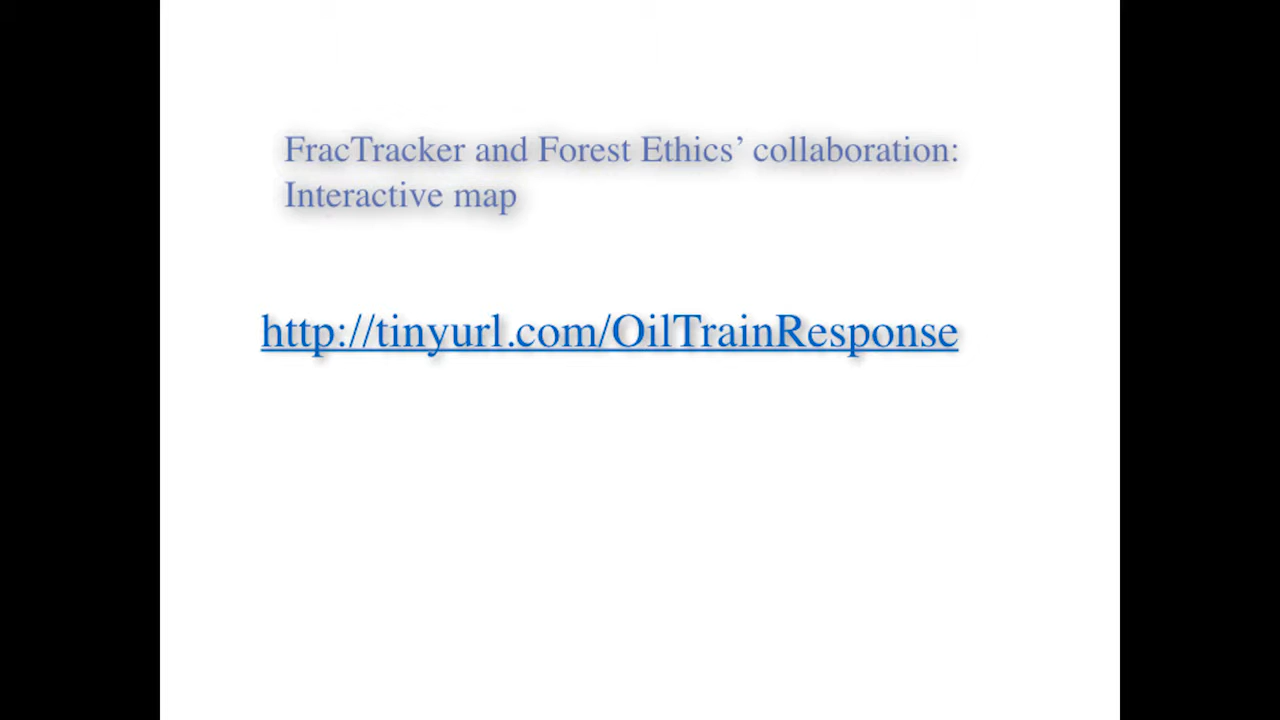 FracTracker and Forest Ethics’ collaboration:
Interactive map
http://tinyurl.com/OilTrainResponse